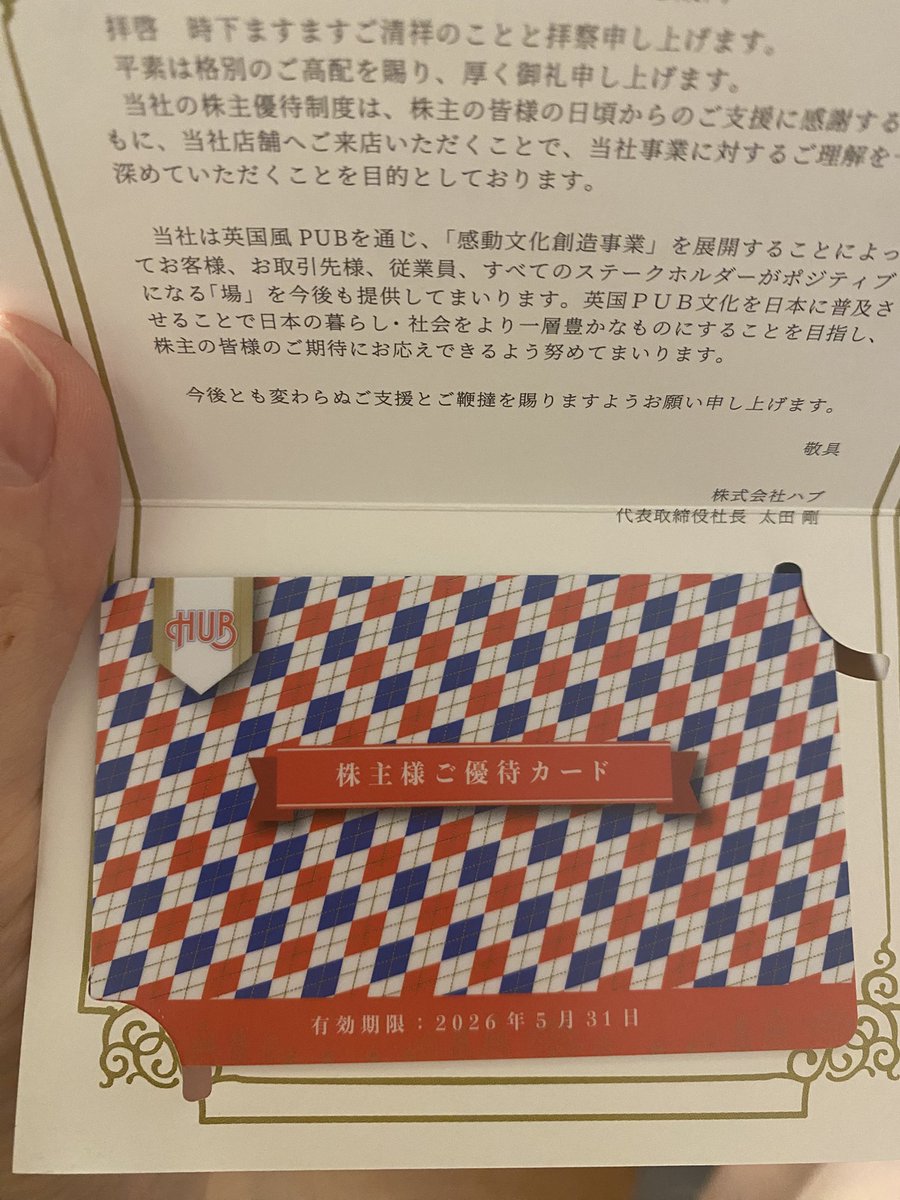 拝啓　時下ますますご清祥のことと拝察申し上げます。
平素は格別のご高配を賜り、厚く御礼申し上げます。
当社の株主優待制度は、株主の皆様の日頃からのご支援に感謝する
もに、当社店舗へご来店いただくことで、当社事業に対するご理解を
深めていただくことを目的としております。
当社は英国風 PUBを通じ、「感動文化創造事業」を展開することによっ
てお客様、お取引先様、従業員、すべてのステークホルダーがポジティブ
になる「場」を今後も提供してまいります。英国ＰＵＢ文化を日本に普及さ
せることで日本の暮らし・社会をより一層豊かなものにすることを目指し、
株主の皆様のご期待にお応えできるよう努めてまいります。
今後とも変わらぬご支援とご鞭撻を賜りますようお願い申し上げます。
敬具
株式会社ハブ
代表取締役社長 太田 剛
HUB
株主様ご優待カード
有効期限：2026年5月31日